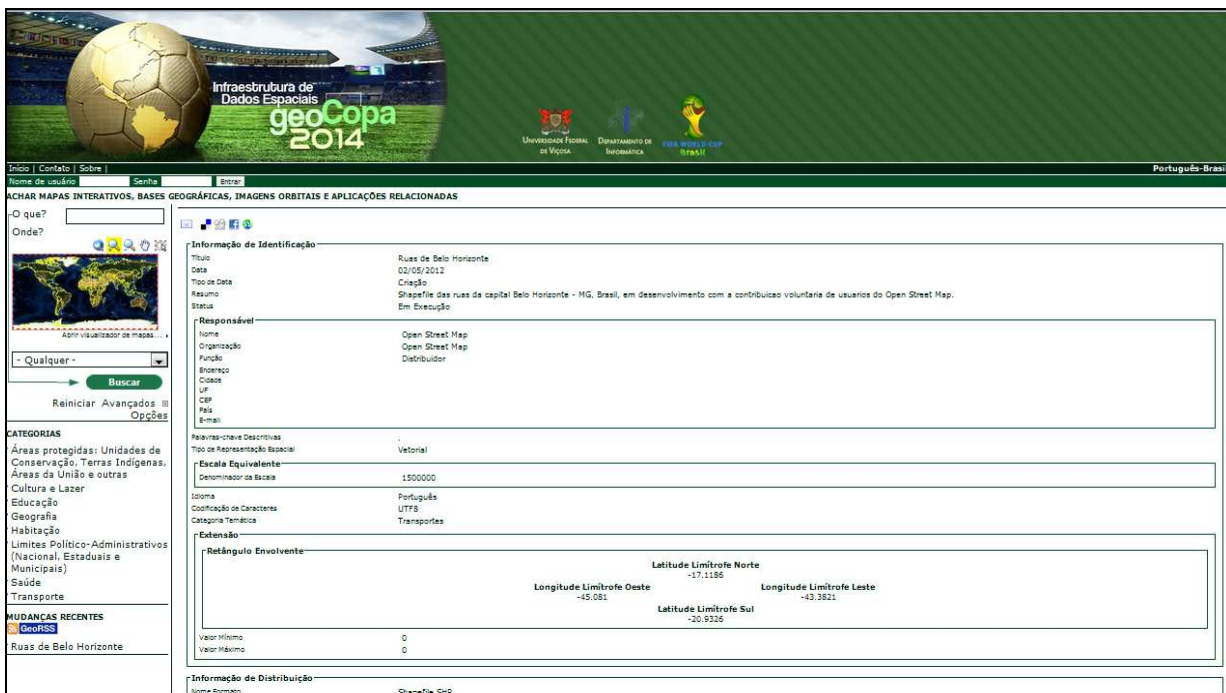 Infraestrutura de
Dados Espaciais
geoCopa
2014
UNIVERSIDADE FEDERAL
DE VIÇOSA
DEPARTAMENTO DE
INFORMÁTICA
FIFA WORLD CUP
Brasil
Início | Contato | Sobre |
Português-Brasi
Nome de usuário Senha Entrar
ACHAR MAPAS INTERATIVOS, BASES GEOGRÁFICAS, IMAGENS ORBITAIS E APLICAÇÕES RELACIONADAS
O que?
Onde?
Abrir visualizador de mapas...
- Qualquer -
Buscar
Reiniciar Avançados
Opções
CATEGORIAS
Áreas protegidas: Unidades de
Conservação, Terras Indígenas,
Áreas da União e outras
Cultura e Lazer
Educação
Geografia
Habitação
Limites Político-Administrativos
(Nacional, Estaduais e
Municipais)
Saúde
Transporte
MUDANÇAS RECENTES
GeoRSS
Ruas de Belo Horizonte
Informação de Identificação
Título Ruas de Belo Horizonte
Data 02/05/2012
Tipo de Data Criação
Resumo Shapefile das ruas da capital Belo Horizonte - MG, Brasil, em desenvolvimento com a contribuicao voluntaria de usuarios do Open Street Map.
Status Em Execução
Responsável
Nome Open Street Map
Organização Open Street Map
Função Distribuidor
Endereço
Cidade
UF
CEP
País
E-mail
Palavras-chave Descritivas .
Tipo de Representação Espacial Vetorial
Escala Equivalente
Denominador da Escala 1500000
Idioma Português
Codificação de Caracteres UTF8
Categoria Temática Transportes
Extensão
Retângulo Envolvente
Latitude Limítrofe Norte
-17.1186
Longitude Limítrofe Oeste Longitude Limítrofe Leste
-45.081 -43.3821
Latitude Limítrofe Sul
-20.9326
Valor Mínimo 0
Valor Máximo 0
Informação de Distribuição
Nome Formato Shapefile SHP